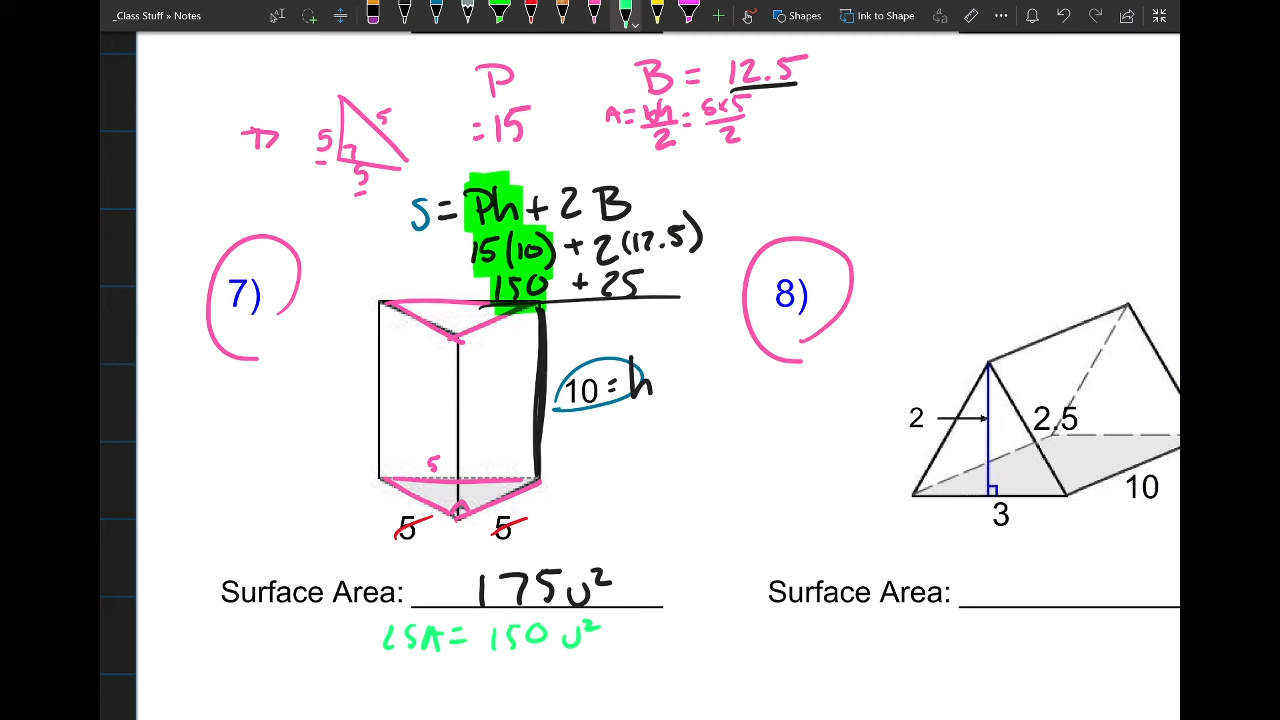 _Class Stuff » Notes
Shapes
Ink to Shape
P
= 15
B = 12.5
A = bh/2 = 5x5/2
5
5
5
S = Ph + 2B
15(10) + 2(12.5)
150 + 25
7)
10 = h
5
5
5
Surface Area: 175 u²
LSA = 150 u²
8)
2
2.5
3
10
Surface Area: